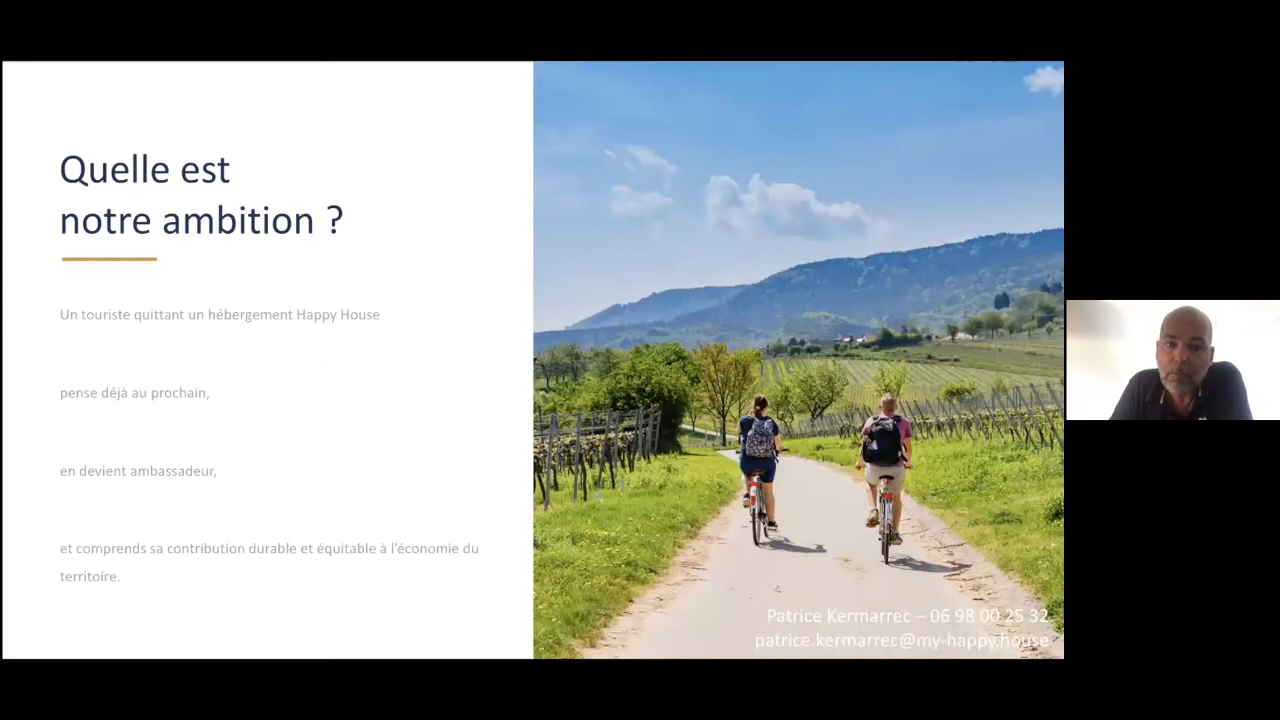 Quelle est
notre ambition ?
Un touriste quittant un hébergement Happy House
pense déjà au prochain,
en devient ambassadeur,
et comprends sa contribution durable et équitable à l'économie du
territoire.
Patrice Kermarrec – 06 98 00 25 32
patrice.kermarrec@my-happy.house